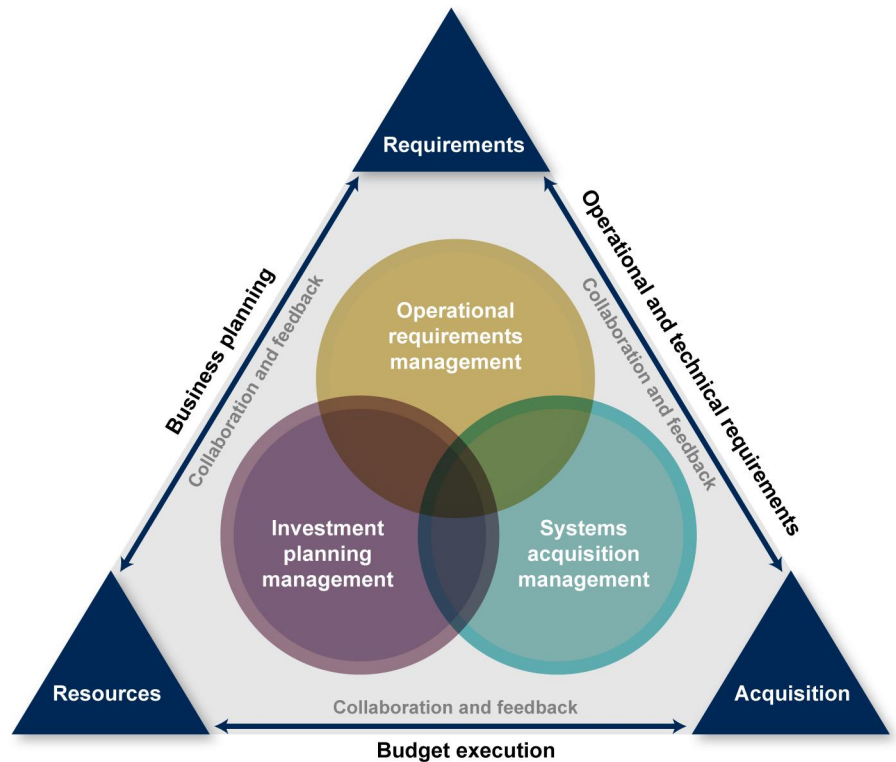 Requirements
Business planning
Collaboration and feedback
Operational and technical requirements
Collaboration and feedback
Operational
requirements
management
Investment
planning
management
Systems
acquisition
management
Resources
Acquisition
Collaboration and feedback
Budget execution